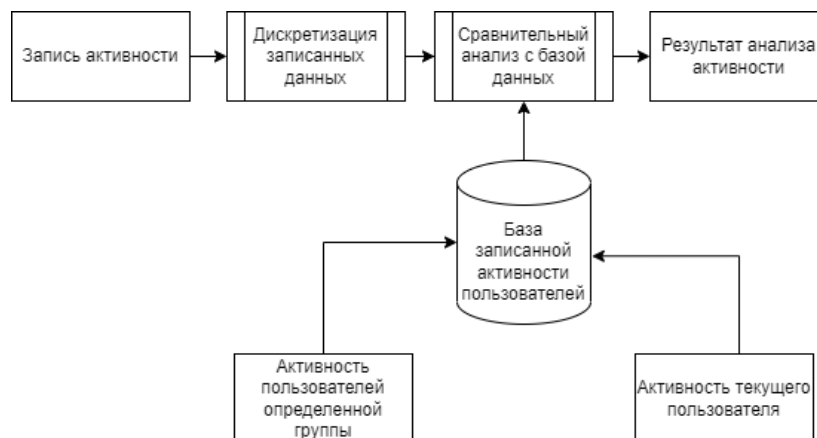 Запись активности
Дискретизация
записанных
данных
Сравнительный
анализ с базой
данных
Результат анализа
активности
База
записанной
активности
пользователей
Активность
пользователей
определенной
группы
Активность текущего
пользователя